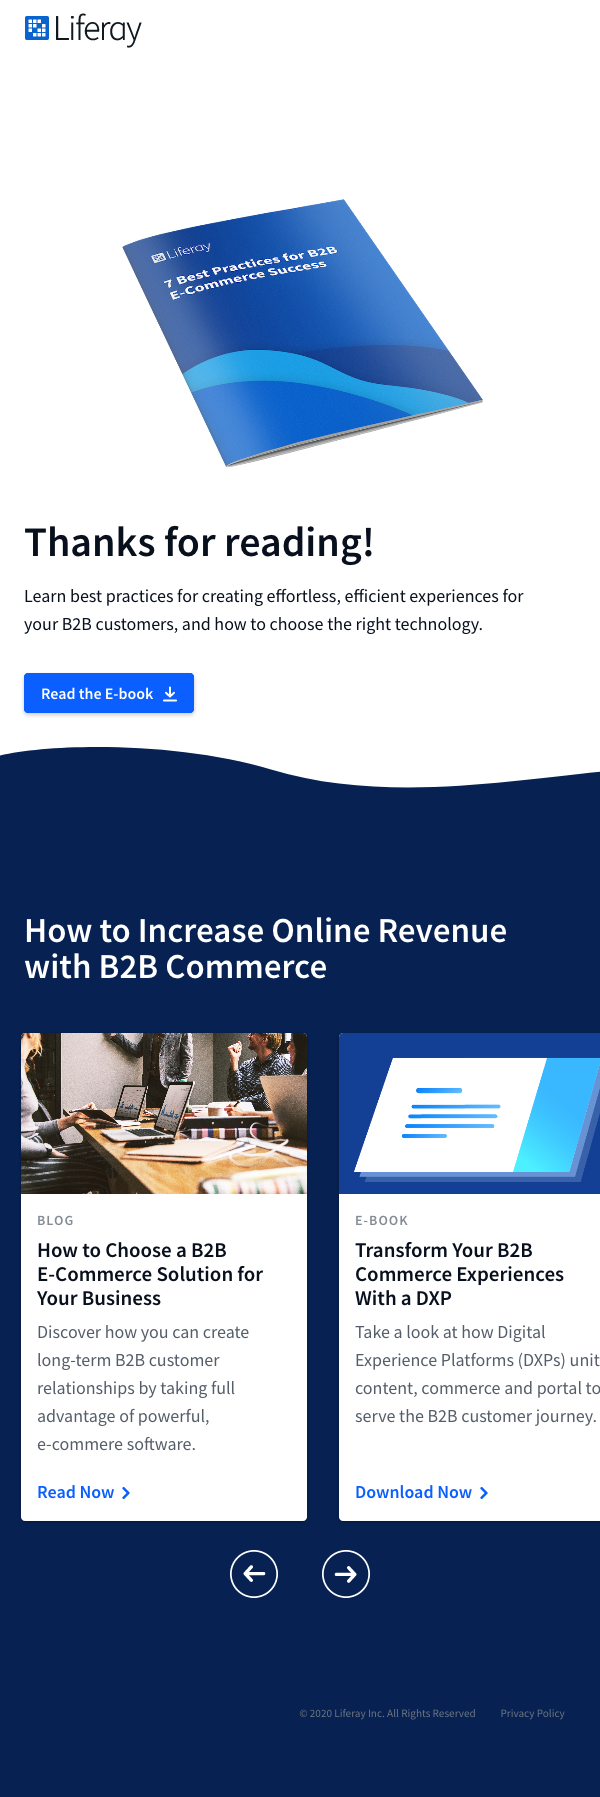 Liferay
Liferay
7 Best Practices for B2B
E-Commerce Success
Thanks for reading!
Learn best practices for creating effortless, efficient experiences for
your B2B customers, and how to choose the right technology.
Read the E-book
How to Increase Online Revenue
with B2B Commerce
BLOG
How to Choose a B2B
E-Commerce Solution for
Your Business
Discover how you can create
long-term B2B customer
relationships by taking full
advantage of powerful,
e-commere software.
Read Now
E-BOOK
Transform Your B2B
Commerce Experiences
With a DXP
Take a look at how Digital
Experience Platforms (DXPs) unit
content, commerce and portal to
serve the B2B customer journey.
Download Now
© 2020 Liferay Inc. All Rights Reserved
Privacy Policy